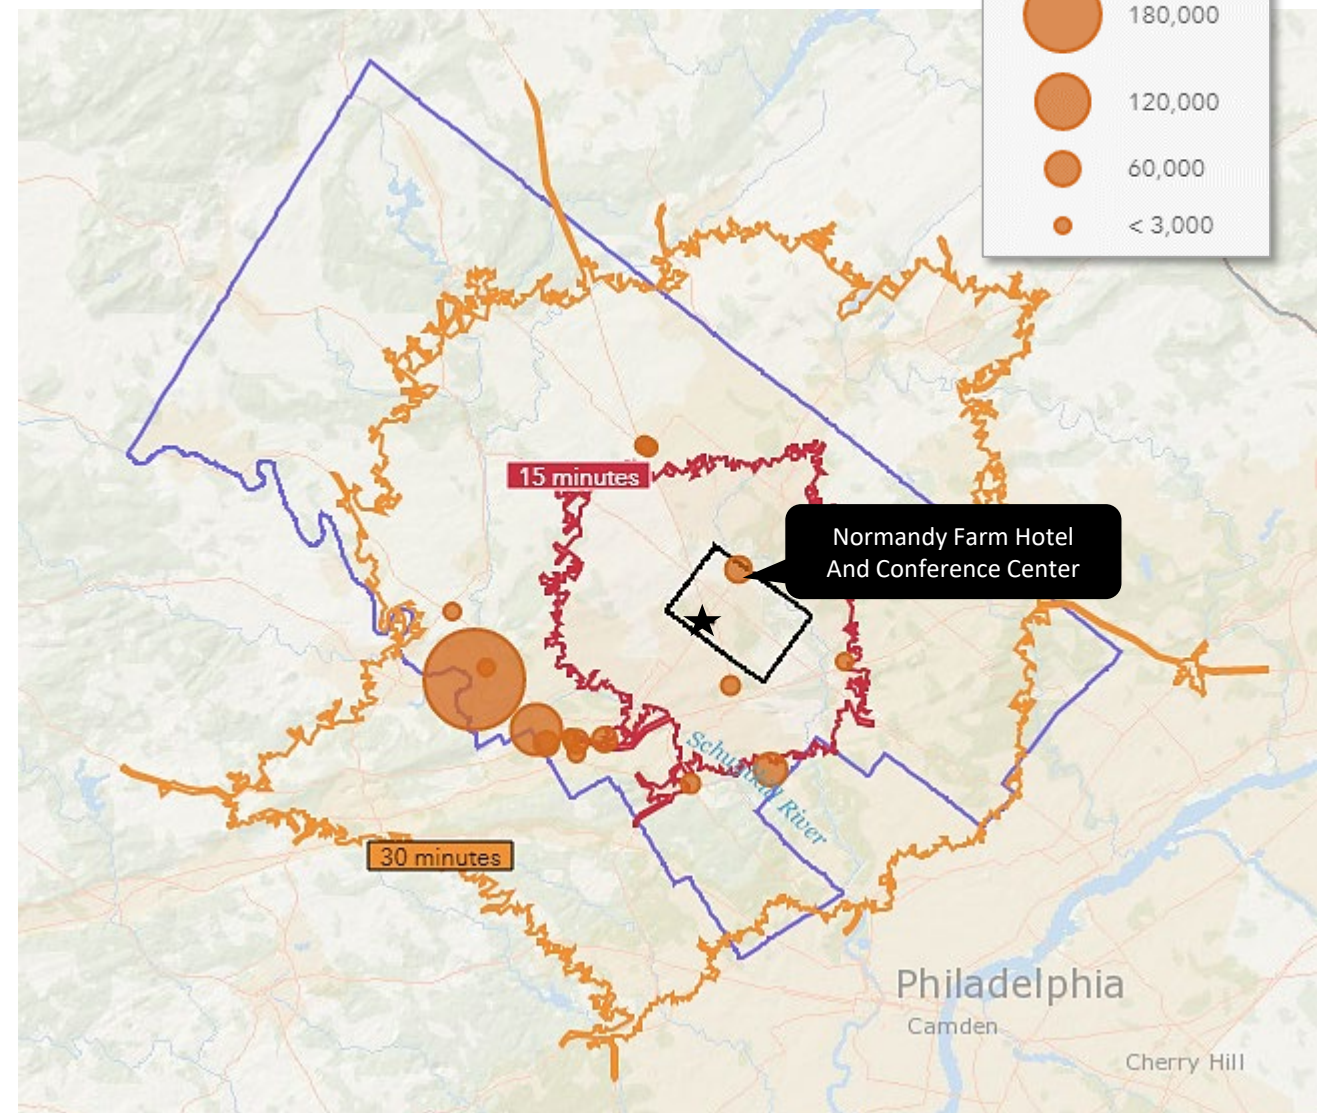 180,000
120,000
60,000
< 3,000
15 minutes
Normandy Farm Hotel
And Conference Center
Schuylkill River
30 minutes
Philadelphia
Camden
Cherry Hill